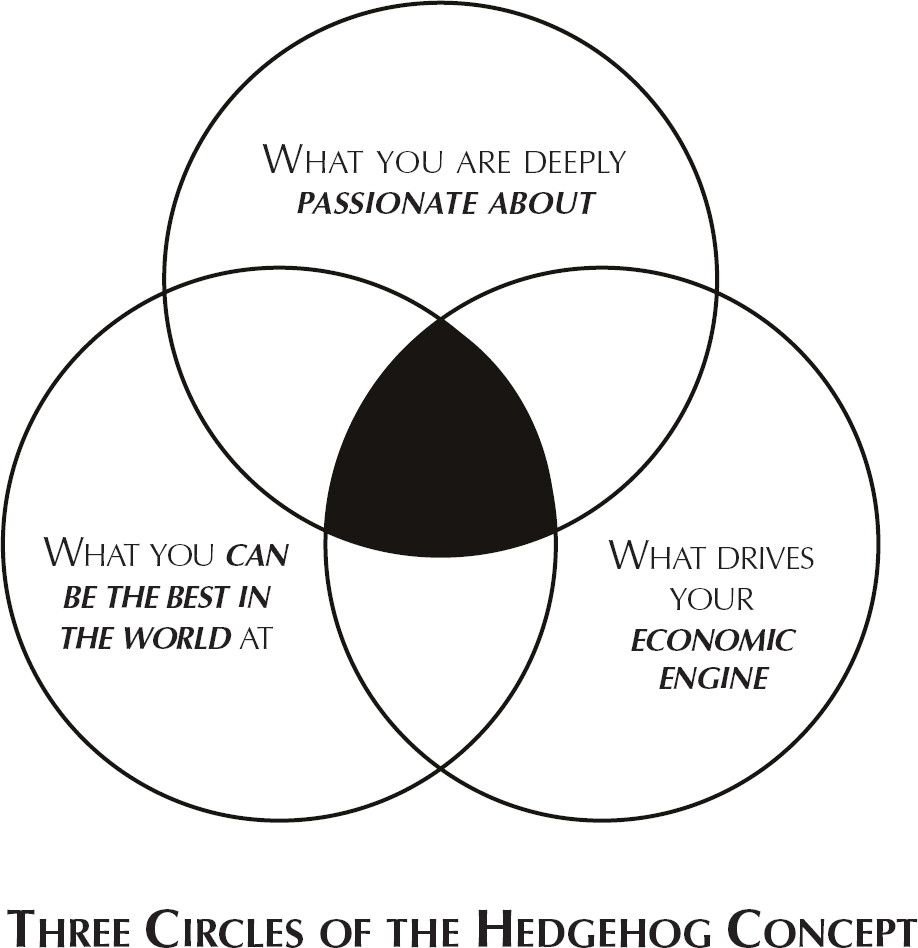 What you are deeply
PASSIONATE ABOUT
What you CAN
BE THE BEST IN
THE WORLD at
What drives
your
ECONOMIC
ENGINE
Three Circles of the Hedgehog Concept